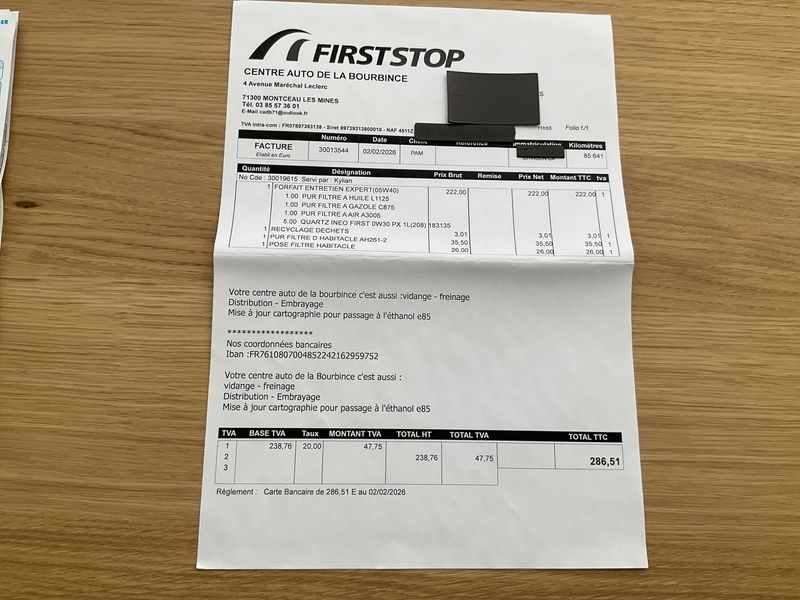 FIRSTSTOP
CENTRE AUTO DE LA BOURBINCE
4 Avenue Maréchal Leclerc
71300 MONTCEAU LES MINES
Tél. 03 85 57 36 01
E-Mail cadb71@outlook.fr
TVA Intra-com : FR07897393138 - Siret 89739313800010 - NAF 4511Z
Folio 1/1
FACTURE Numéro Date Client Référence Immatriculation Kilomètres
Etablit en Euro 30013544 02/02/2026 PAM 85 641
Quantité Désignation Prix Brut Remise Prix Net Montant TTC tva
No Cde : 30019615 Servi par : Kylian
1 FORFAIT ENTRETIEN EXPERT(05W40) 222,00 222,00 222,00 1
1.00 PUR FILTRE A HUILE L1125
1.00 PUR FILTRE A GAZOLE C875
1.00 PUR FILTRE A AIR A3005
5.00 QUARTZ INEO FIRST 0W30 PX 1L(208) 183135
1 RECYCLAGE DECHETS 3,01 3,01 3,01 1
1 PUR FILTRE D HABITACLE AH261-2 35,50 35,50 35,50 1
1 POSE FILTRE HABITACLE 26,00 26,00 26,00 1
Votre centre auto de la bourbince c'est aussi :vidange - freinage
Distribution - Embrayage
Mise à jour cartographie pour passage à l'éthanol e85
******************
Nos coordonnées bancaires
Iban :FR7610807004852242162959752
Votre centre auto de la Bourbince c'est aussi :
vidange - freinage
Distribution - Embrayage
Mise à jour cartographie pour passage à l'éthanol e85
TVA BASE TVA Taux MONTANT TVA TOTAL HT TOTAL TVA TOTAL TTC
1 238,76 20,00 47,75
2 238,76 47,75 286,51
3
Règlement : Carte Bancaire de 286,51 E au 02/02/2026